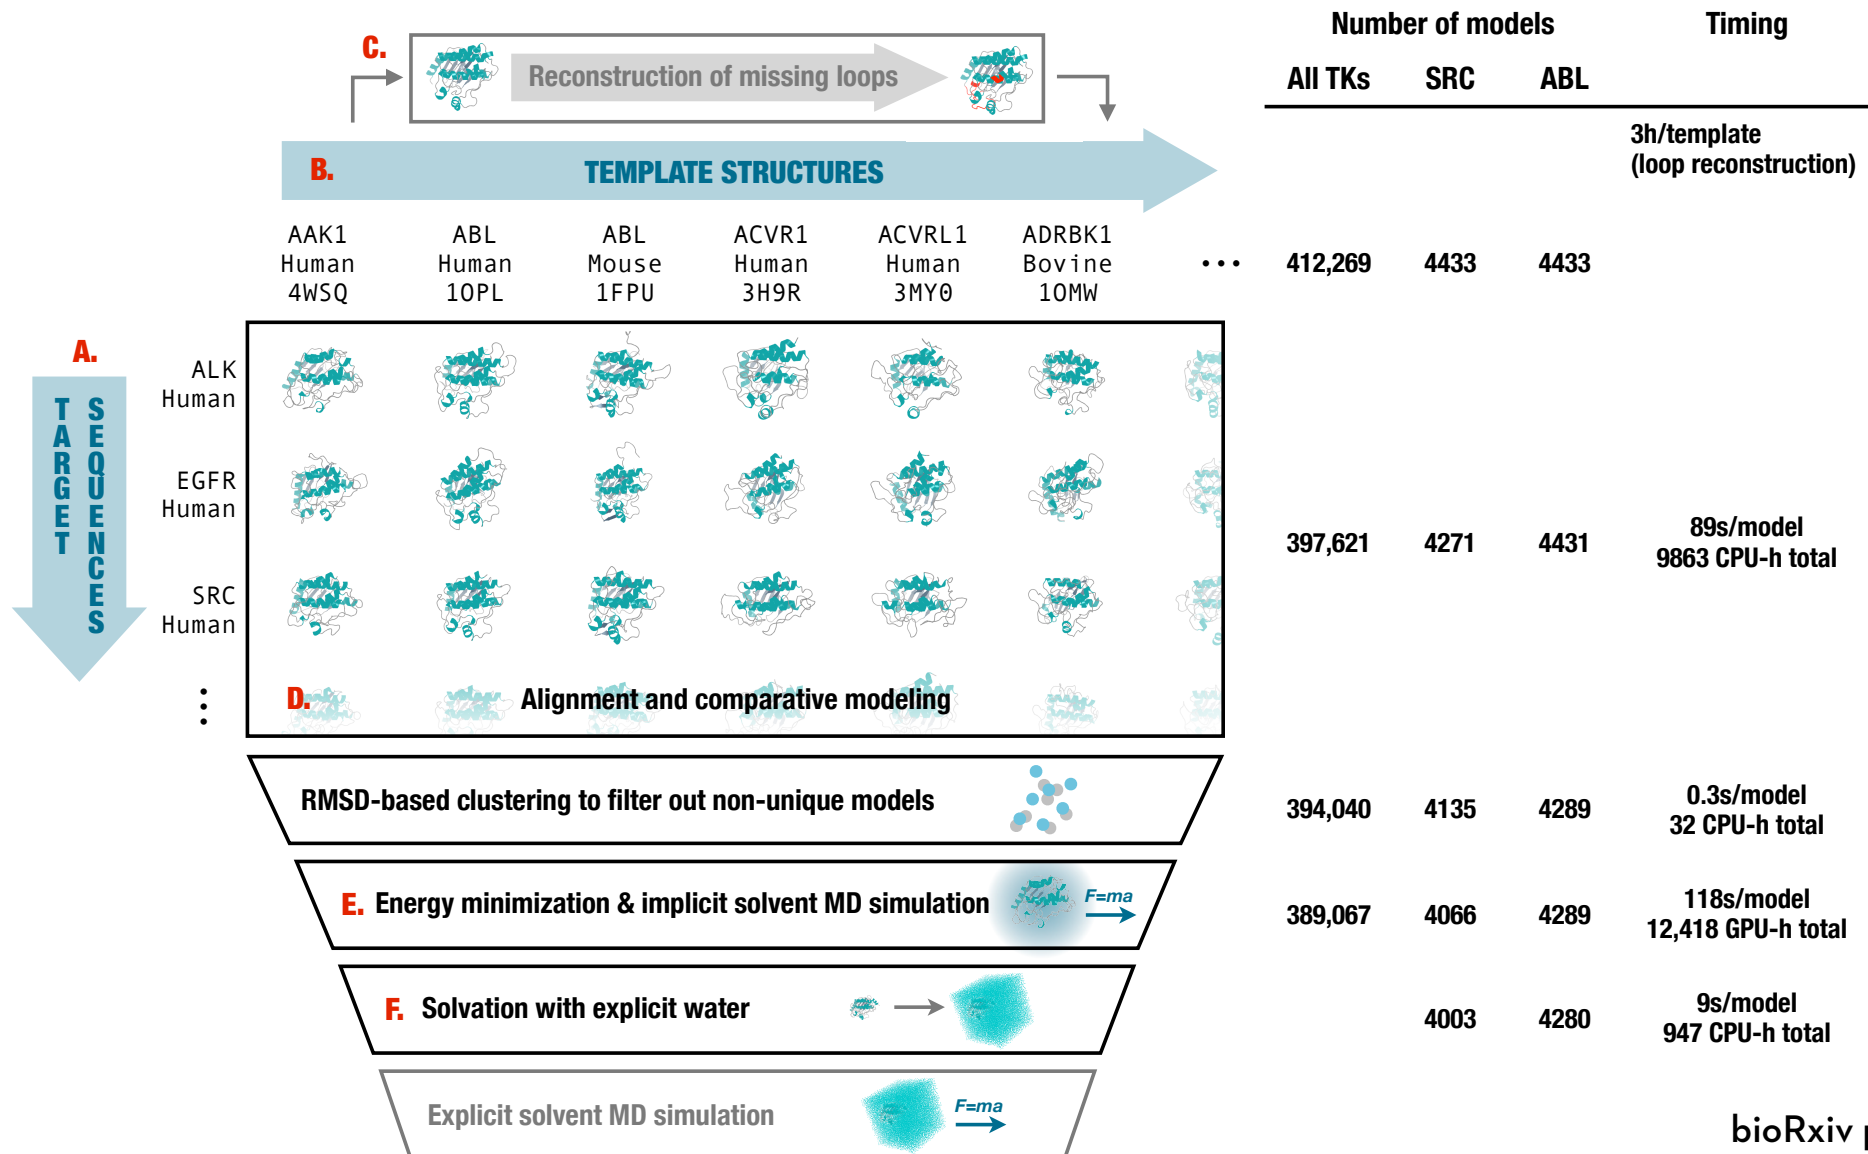 Number of models
Timing
All TKs SRC ABL
C.
Reconstruction of missing loops
3h/template
(loop reconstruction)
B.
TEMPLATE STRUCTURES
AAK1 ABL ABL ACVR1 ACVRL1 ADRBK1
Human Human Mouse Human Human Bovine
4WSQ 1OPL 1FPU 3H9R 3MY0 1OMW
...
412,269 4433 4433
A.
TARGET
SEQUENCES
ALK
Human
EGFR
Human
SRC
Human
...
397,621 4271 4431
89s/model
9863 CPU-h total
D.
Alignment and comparative modeling
RMSD-based clustering to filter out non-unique models
394,040 4135 4289
0.3s/model
32 CPU-h total
E. Energy minimization & implicit solvent MD simulation
F=ma
389,067 4066 4289
118s/model
12,418 GPU-h total
F. Solvation with explicit water
4003 4280
9s/model
947 CPU-h total
Explicit solvent MD simulation
F=ma
bioRxiv p